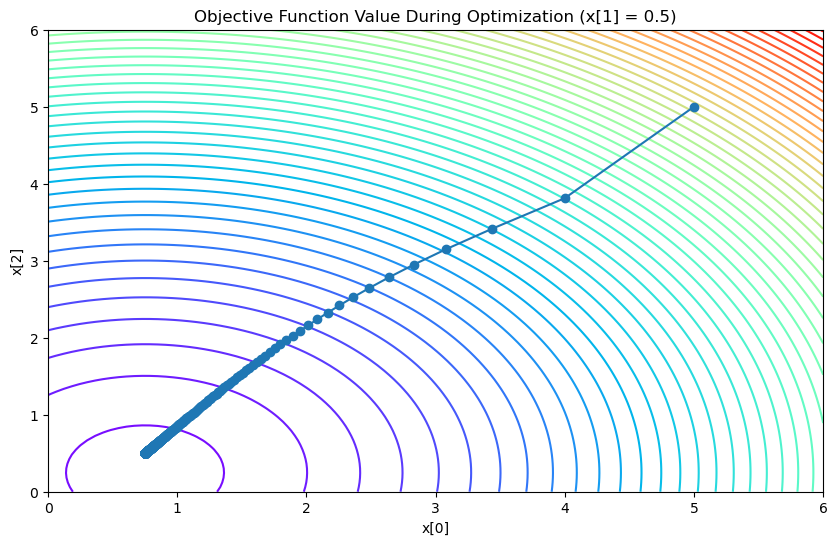 Objective Function Value During Optimization (x[1] = 0.5)
6
5
4
3
2
1
0
x[2]
0 1 2 3 4 5 6
x[0]